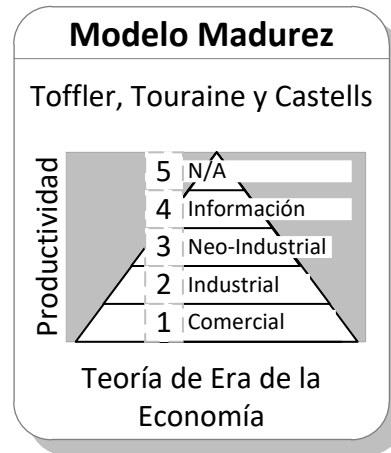 Modelo Madurez
Toffler, Touraine y Castells
Productividad
5 N/A
4 Información
3 Neo-Industrial
2 Industrial
1 Comercial
Teoría de Era de la
Economía